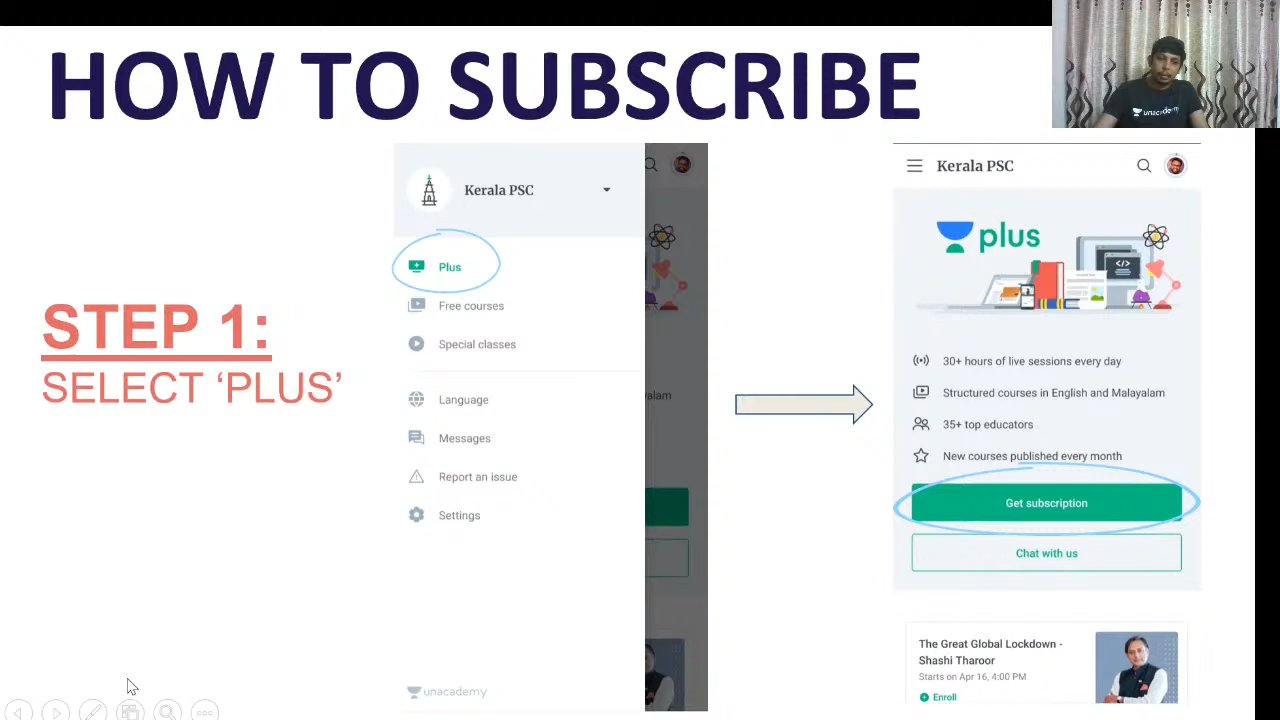 HOW TO SUBSCRIBE
unacademy
STEP 1:
SELECT ‘PLUS’
Kerala PSC
Plus
Free courses
Special classes
Language
Messages
Report an issue
Settings
unacademy
alam
Kerala PSC
plus
30+ hours of live sessions every day
Structured courses in English and Malayalam
35+ top educators
New courses published every month
Get subscription
Chat with us
The Great Global Lockdown -
Shashi Tharoor
Starts on Apr 16, 4:00 PM
Enroll